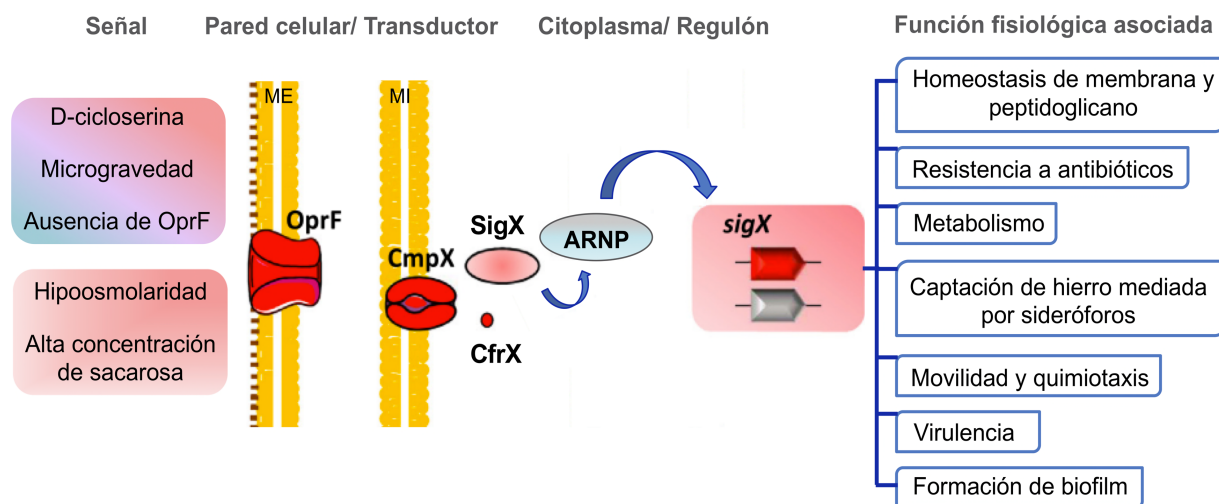 Señal
Pared celular/ Transductor
Citoplasma/ Regulón
Función fisiológica asociada
D-cicloserina
Microgravedad
Ausencia de OprF
Hipoosmolaridad
Alta concentración
de sacarosa
ME
OprF
MI
CmpX
SigX
CfrX
ARNP
sigX
Homeostasis de membrana y
peptidoglicano
Resistencia a antibióticos
Metabolismo
Captación de hierro mediada
por sideróforos
Movilidad y quimiotaxis
Virulencia
Formación de biofilm